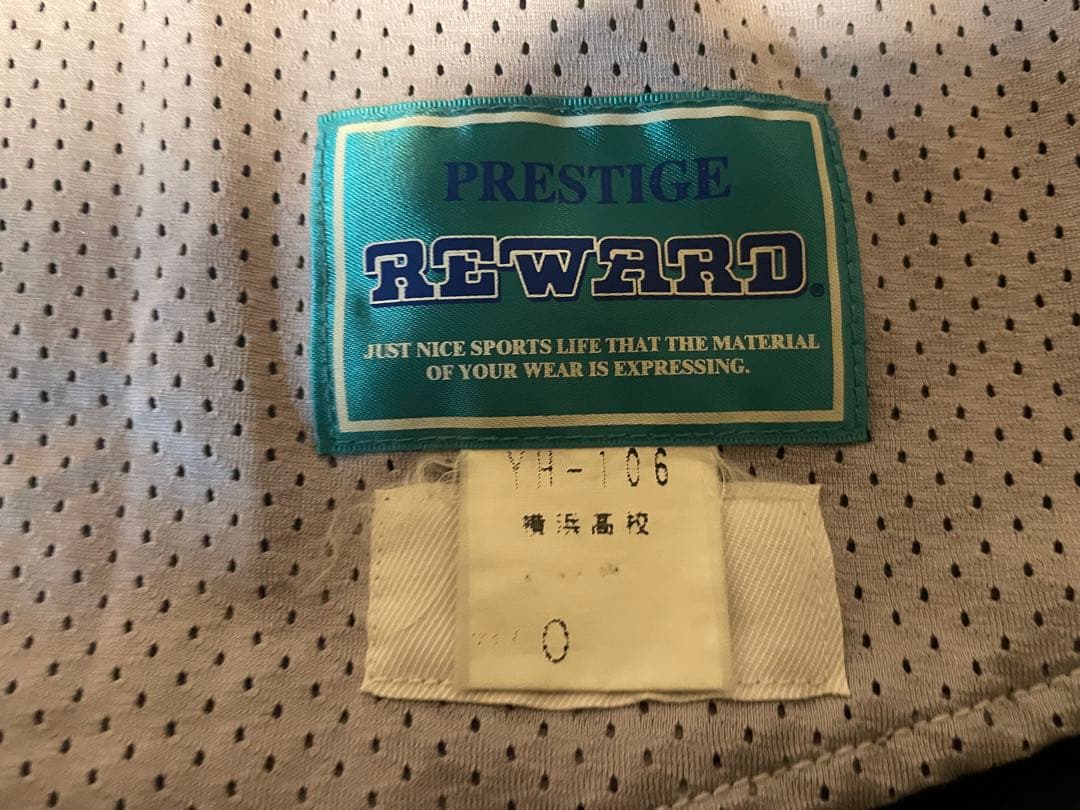 PRESTIGE
REWARD®
JUST NICE SPORTS LIFE THAT THE MATERIAL
OF YOUR WEAR IS EXPRESSING.
YH-106
横浜高校
O